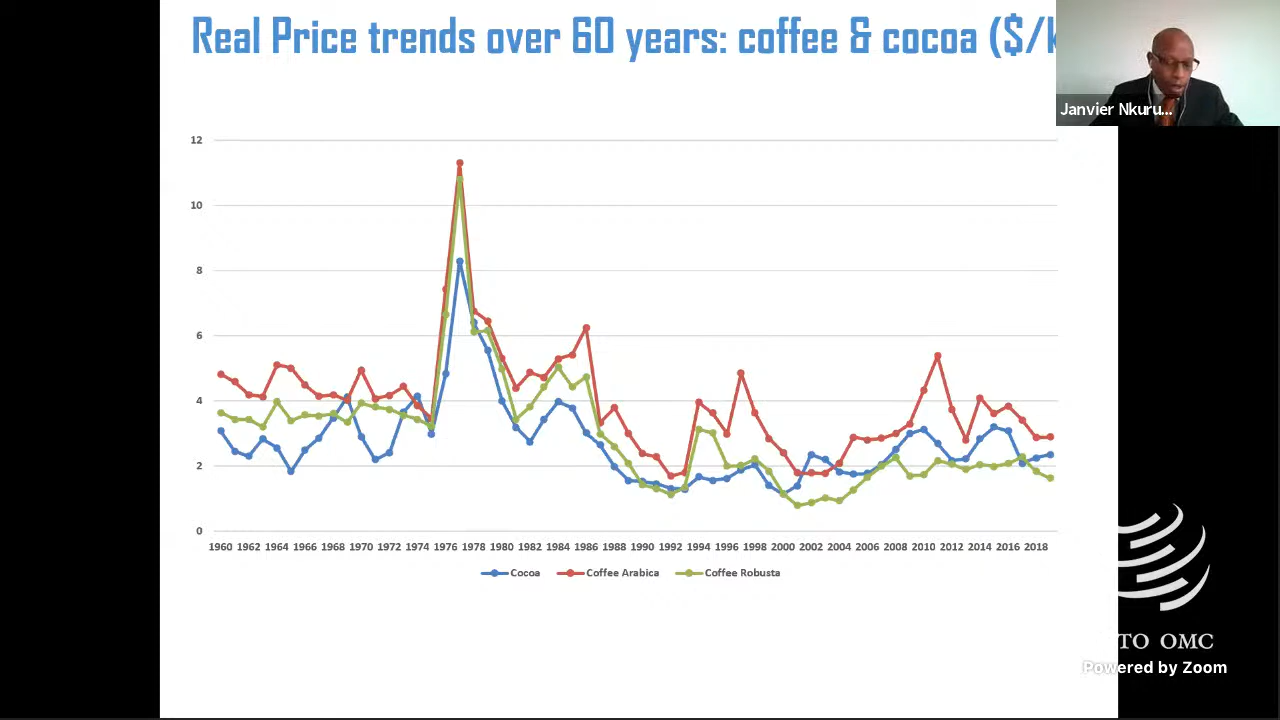 Real Price trends over 60 years: coffee & cocoa ($/k
Janvier Nkuru...
12
10
8
6
4
2
0
1960 1962 1964 1966 1968 1970 1972 1974 1976 1978 1980 1982 1984 1986 1988 1990 1992 1994 1996 1998 2000 2002 2004 2006 2008 2010 2012 2014 2016 2018
Cocoa Coffee Arabica Coffee Robusta
TO OMC
Powered by Zoom